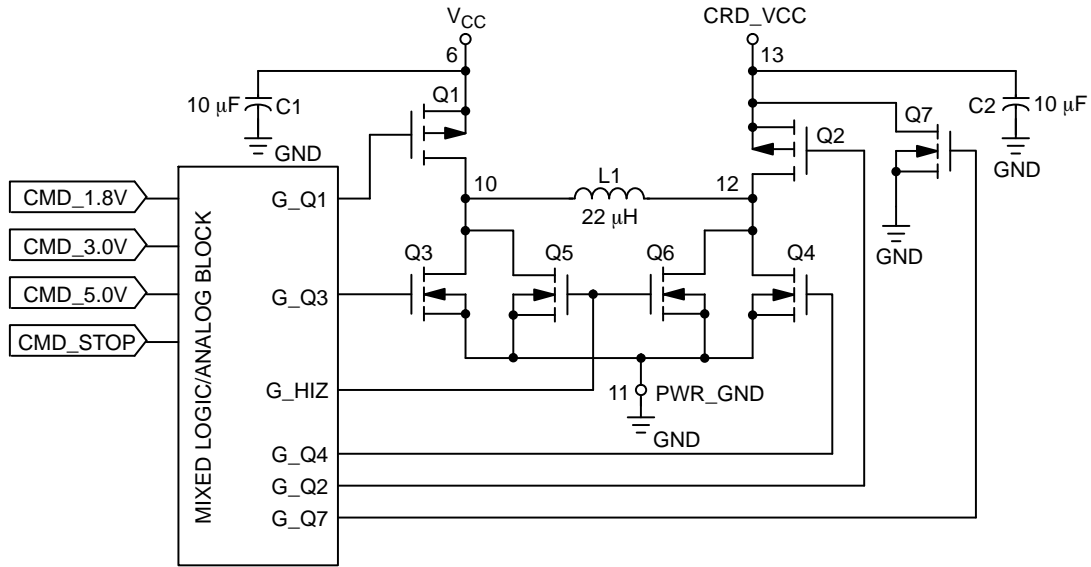 V_CC
CRD_VCC
6
13
Q1
Q7
10 μF
C1
C2
10 μF
Q2
GND
GND
CMD_1.8V
G_Q1
10
L1
12
22 μH
CMD_3.0V
GND
Q3
Q5
Q6
Q4
CMD_5.0V
G_Q3
CMD_STOP
MIXED LOGIC/ANALOG BLOCK
G_HIZ
11
PWR_GND
GND
G_Q4
G_Q2
G_Q7